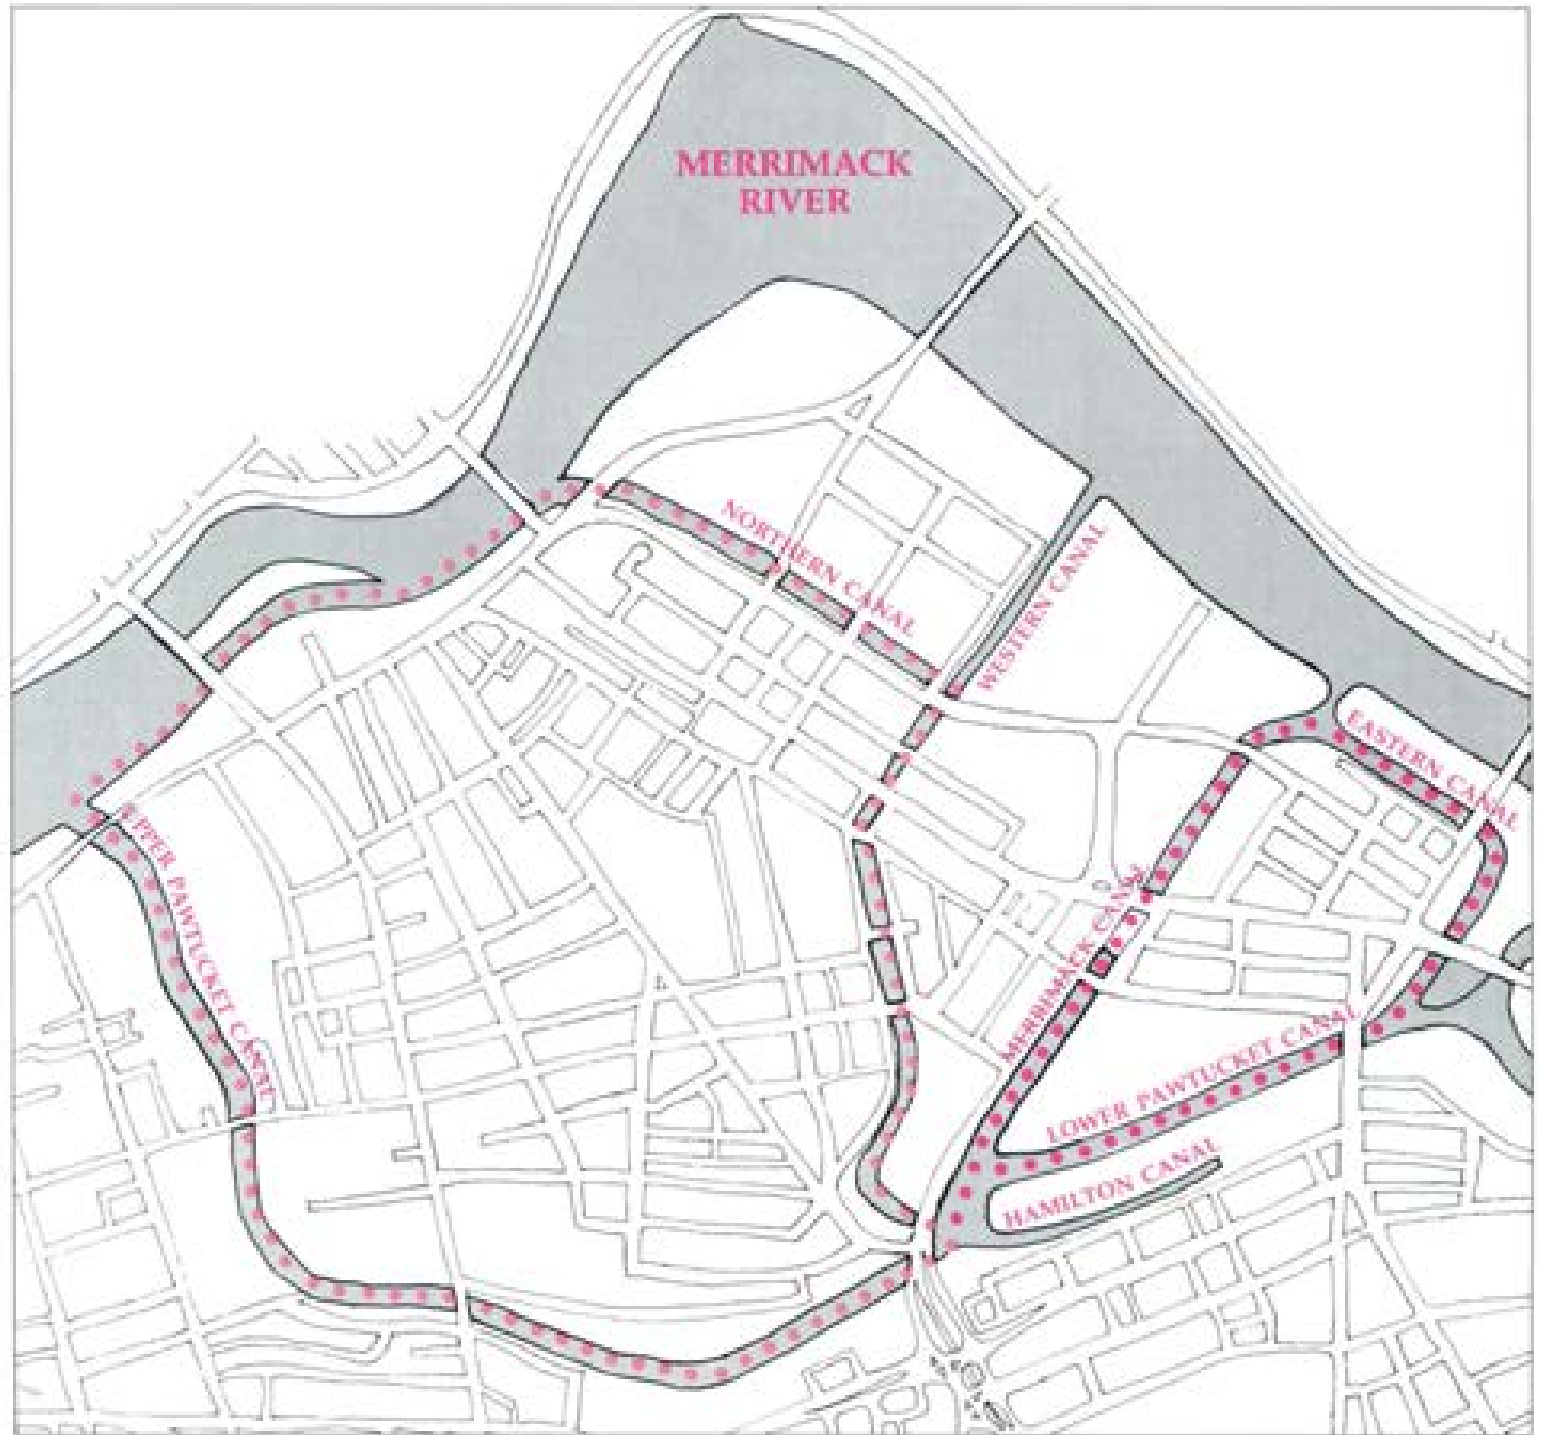 MERRIMACK
RIVER
NORTHERN CANAL
WESTERN CANAL
EASTERN CANAL
UPPER PAWTUCKET CANAL
MERRIMACK CANAL
LOWER PAWTUCKET CANAL
HAMILTON CANAL